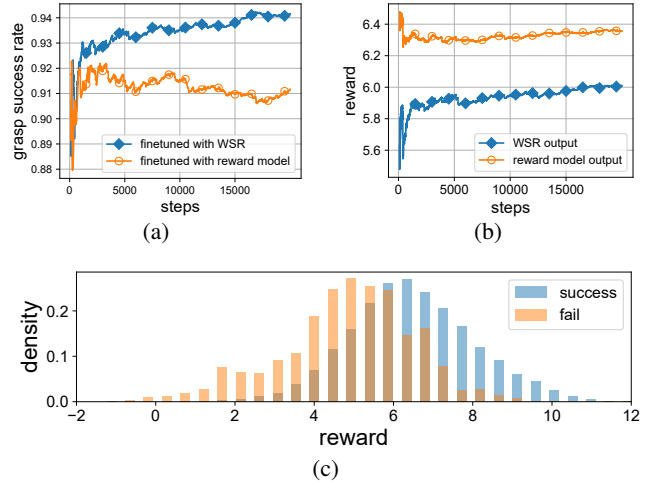 0.94
0.93
0.92
0.91
0.90
0.89
0.88
grasp success rate
finetuned with WSR
finetuned with reward model
0 5000 10000 15000
steps
(a)
6.4
6.2
6.0
5.8
5.6
reward
WSR output
reward model output
0 5000 10000 15000
steps
(b)
0.2
0.1
0.0
density
success
fail
−2 0 2 4 6 8 10 12
reward
(c)